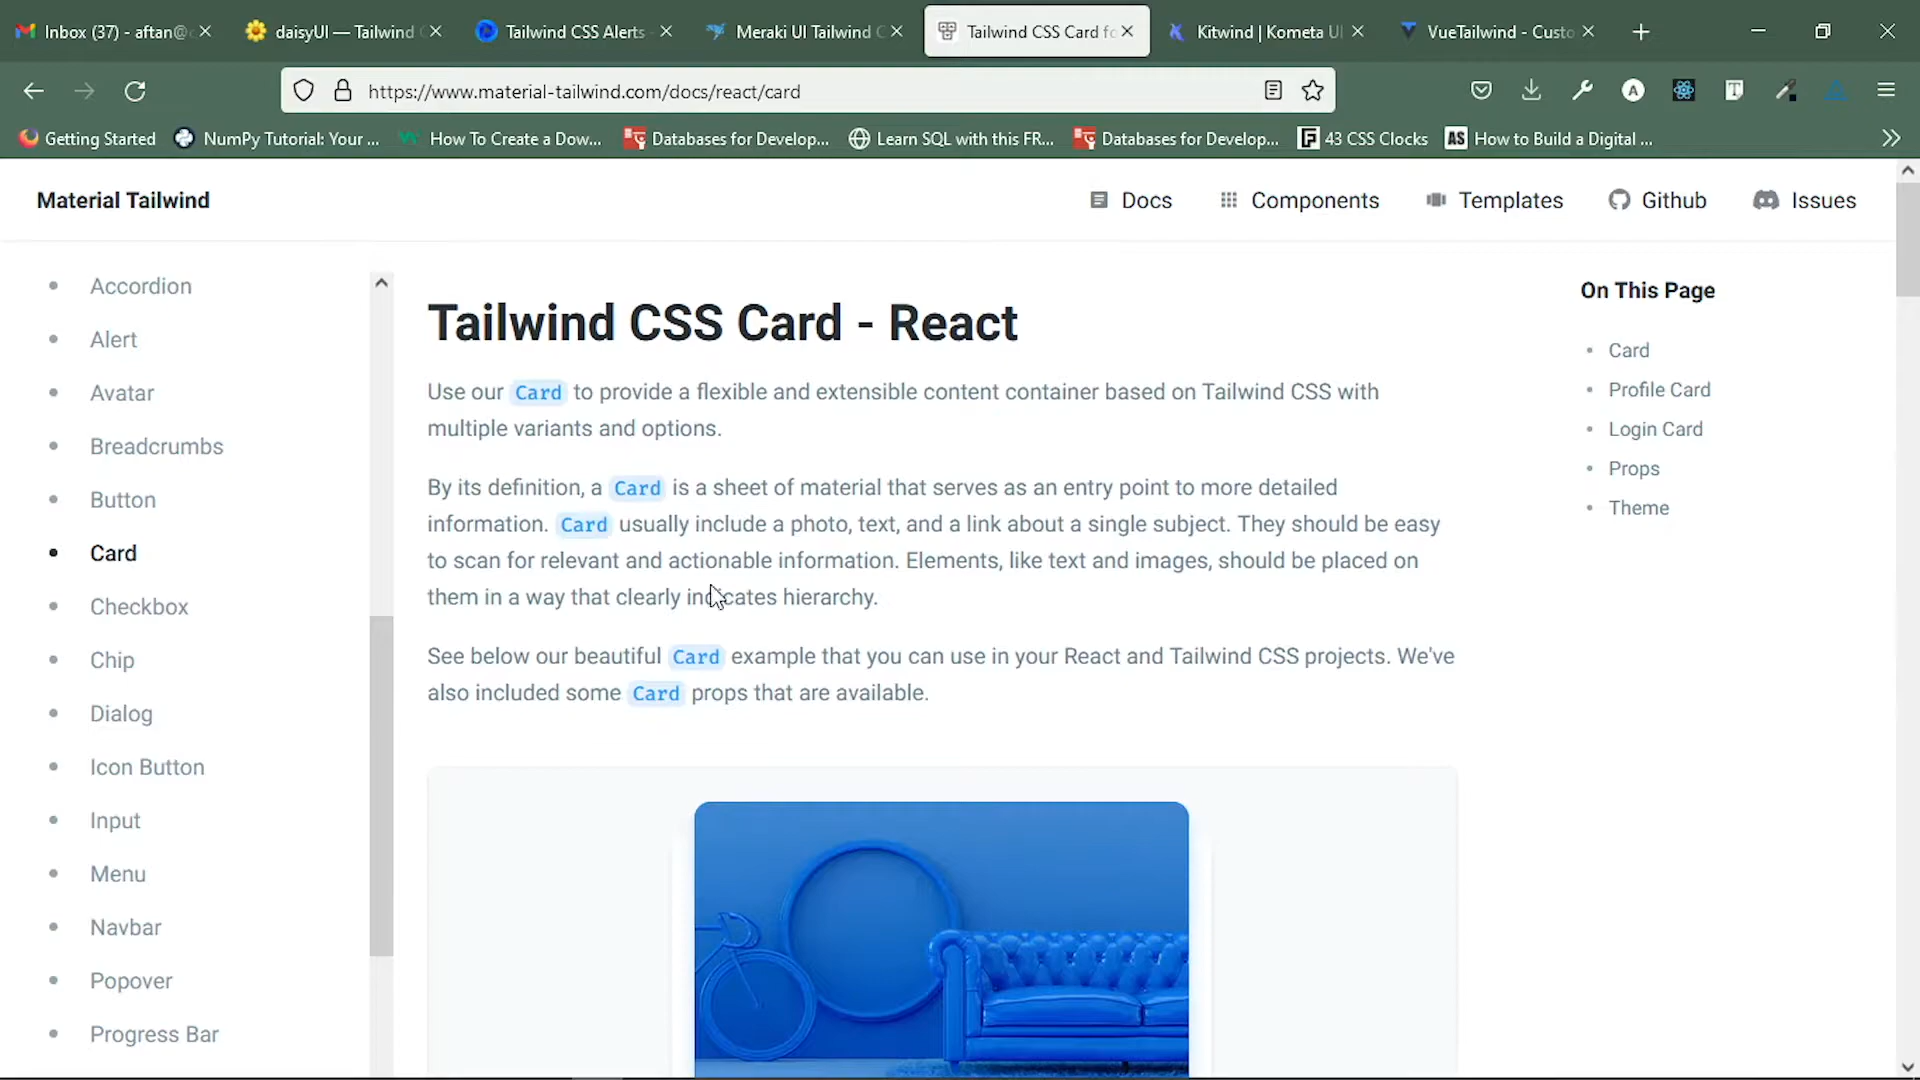 Inbox (37) - aftan@
daisyUI — Tailwind
Tailwind CSS Alerts
Meraki UI Tailwind
Tailwind CSS Card fo
Kitwind | Kometa UI
VueTailwind - Custo
https://www.material-tailwind.com/docs/react/card
Getting Started
NumPy Tutorial: Your ...
How To Create a Dow...
Databases for Develop...
Learn SQL with this FR...
Databases for Develop...
43 CSS Clocks
AS How to Build a Digital ...
Material Tailwind
Docs
Components
Templates
Github
Issues
Accordion
Alert
Avatar
Breadcrumbs
Button
Card
Checkbox
Chip
Dialog
Icon Button
Input
Menu
Navbar
Popover
Progress Bar
Tailwind CSS Card - React
Use our Card to provide a flexible and extensible content container based on Tailwind CSS with
multiple variants and options.
By its definition, a Card is a sheet of material that serves as an entry point to more detailed
information. Card usually include a photo, text, and a link about a single subject. They should be easy
to scan for relevant and actionable information. Elements, like text and images, should be placed on
them in a way that clearly indicates hierarchy.
See below our beautiful Card example that you can use in your React and Tailwind CSS projects. We've
also included some Card props that are available.
On This Page
Card
Profile Card
Login Card
Props
Theme